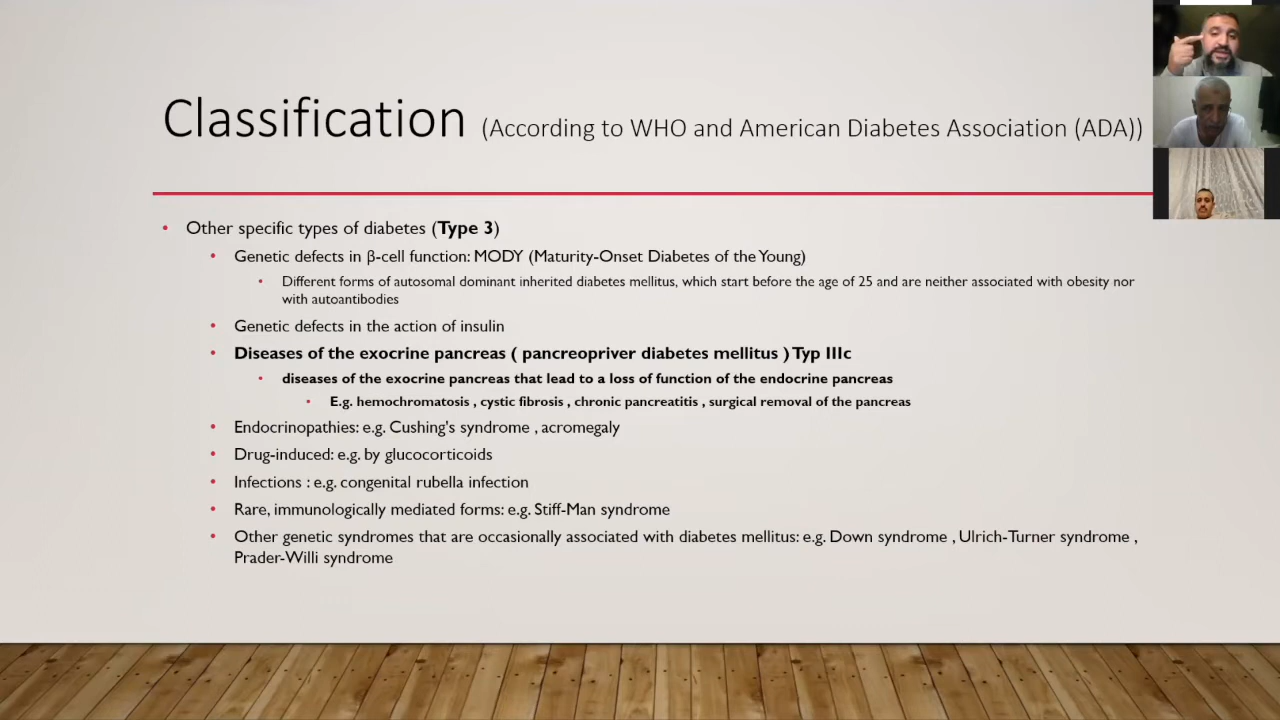 Classification (According to WHO and American Diabetes Association (ADA))
• Other specific types of diabetes (Type 3)
• Genetic defects in β-cell function: MODY (Maturity-Onset Diabetes of the Young)
• Different forms of autosomal dominant inherited diabetes mellitus, which start before the age of 25 and are neither associated with obesity nor
with autoantibodies
• Genetic defects in the action of insulin
• Diseases of the exocrine pancreas ( pancreopriver diabetes mellitus ) Typ IIIc
• diseases of the exocrine pancreas that lead to a loss of function of the endocrine pancreas
• E.g. hemochromatosis , cystic fibrosis , chronic pancreatitis , surgical removal of the pancreas
• Endocrinopathies: e.g. Cushing's syndrome , acromegaly
• Drug-induced: e.g. by glucocorticoids
• Infections : e.g. congenital rubella infection
• Rare, immunologically mediated forms: e.g. Stiff-Man syndrome
• Other genetic syndromes that are occasionally associated with diabetes mellitus: e.g. Down syndrome , Ulrich-Turner syndrome ,
Prader-Willi syndrome